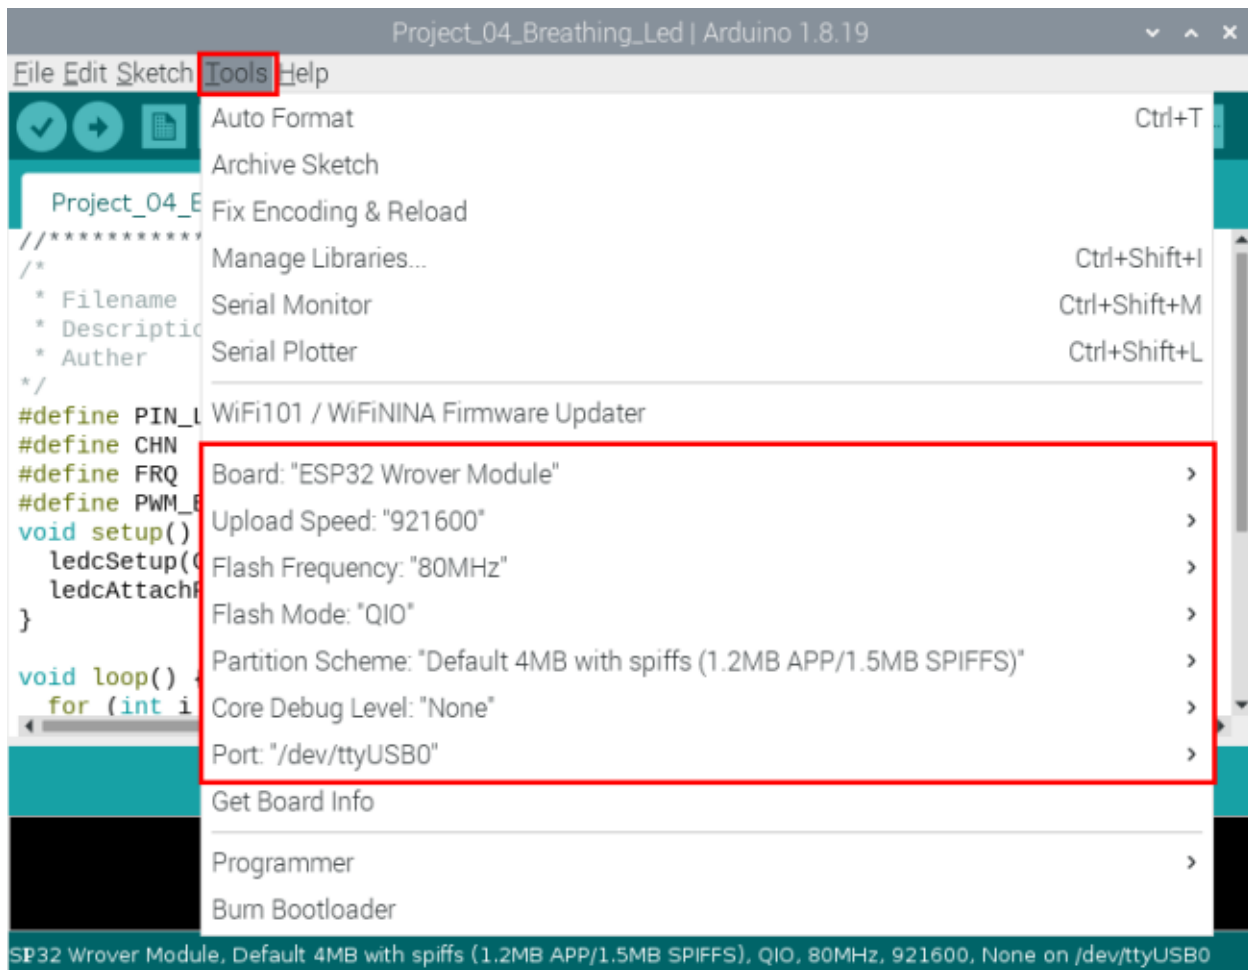 Project_04_Breathing_Led | Arduino 1.8.19
File Edit Sketch Tools Help
Auto Format Ctrl+T
Archive Sketch
Project_04_
Fix Encoding & Reload
//***********
Manage Libraries... Ctrl+Shift+I
/*
* Filename
Serial Monitor Ctrl+Shift+M
* Descriptic
Serial Plotter Ctrl+Shift+L
* Auther
*/
#define PIN_L
WiFi101 / WiFiNINA Firmware Updater
#define CHN
#define FRQ
Board: "ESP32 Wrover Module"
#define PWM_
Upload Speed: "921600"
void setup()
ledcSetup(
Flash Frequency: "80MHz"
ledcAttach
Flash Mode: "QIO"
}
Partition Scheme: "Default 4MB with spiffs (1.2MB APP/1.5MB SPIFFS)"
void loop() {
for (int i
Core Debug Level: "None"
Port: "/dev/ttyUSB0"
Get Board Info
Programmer
Burn Bootloader
SP32 Wrover Module, Default 4MB with spiffs (1.2MB APP/1.5MB SPIFFS), QIO, 80MHz, 921600, None on /dev/ttyUSB0